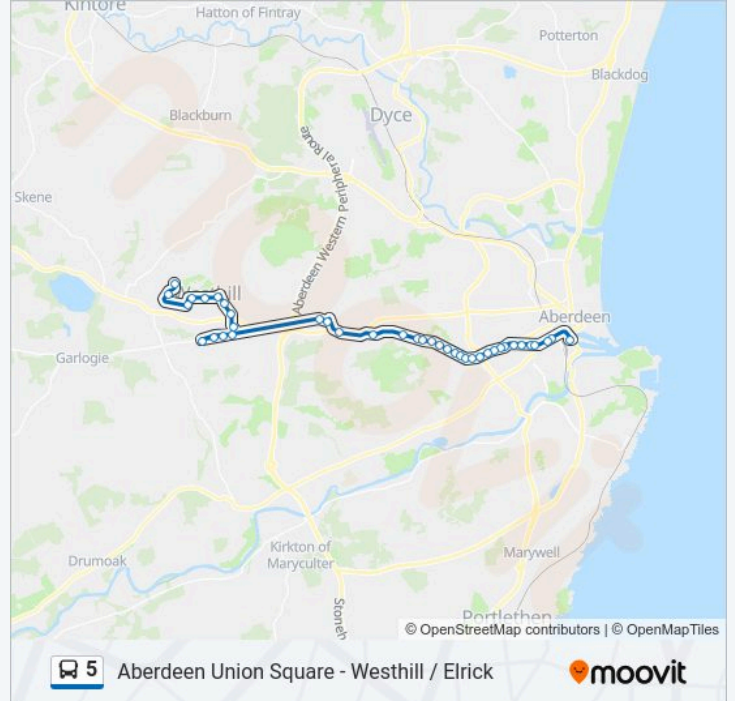 Kintore
Hatton of Fintray
Potterton
Blackdog
Blackburn
Dyce
Aberdeen Western Peripheral Route
Skene
Westhill
Aberdeen
Garlogie
Kirkton of
Maryculter
Drumoak
Marywell
Stoneh
Portlethen
© OpenStreetMap contributors | © OpenMapTiles
5 Aberdeen Union Square - Westhill / Elrick
moovit